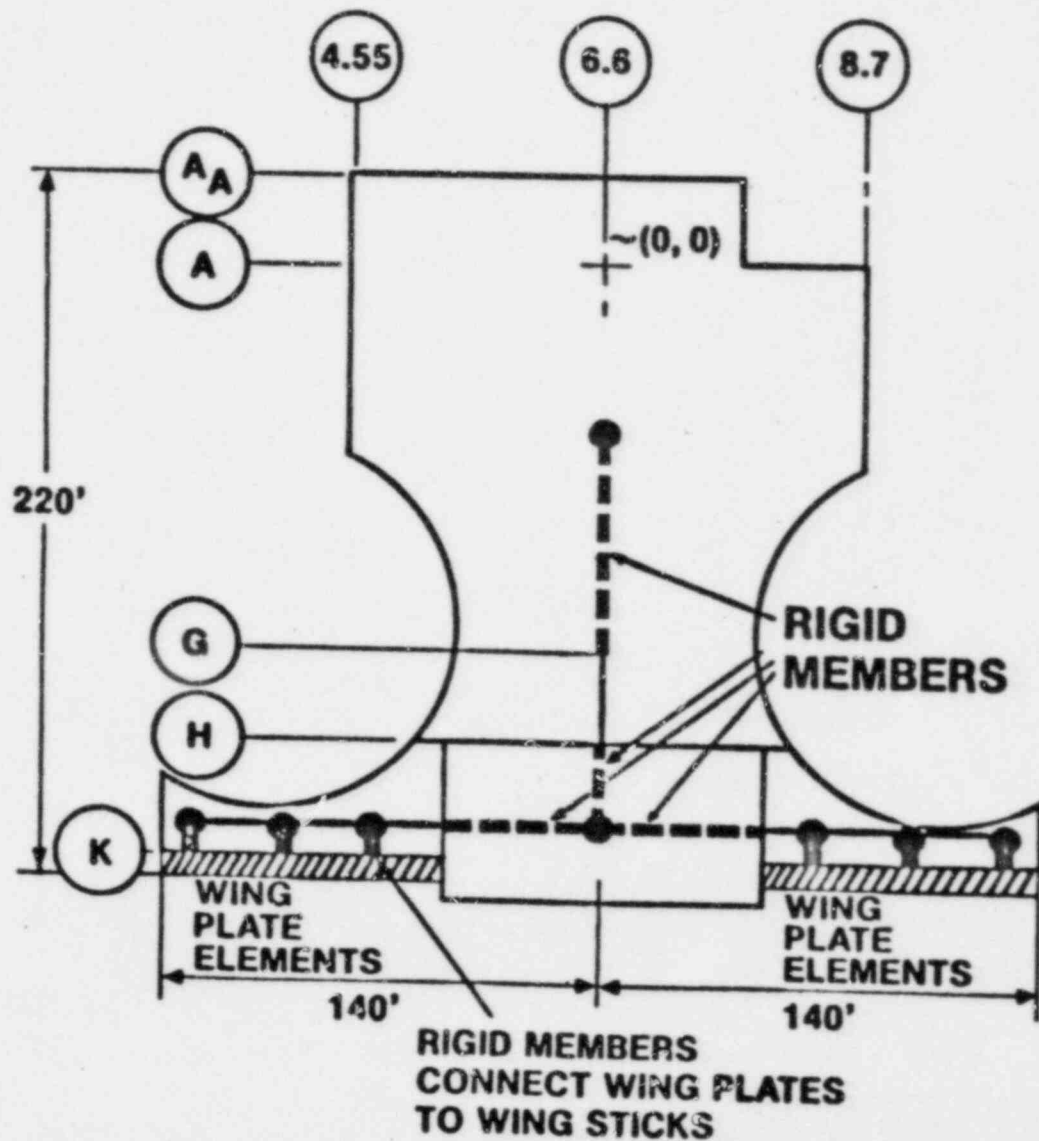 4.55
6.6
8.7
AA
A
~(0, 0)
220'
G
RIGID
MEMBERS
H
K
WING
PLATE
ELEMENTS
WING
PLATE
ELEMENTS
140'
140'
RIGID MEMBERS
CONNECT WING PLATES
TO WING STICKS